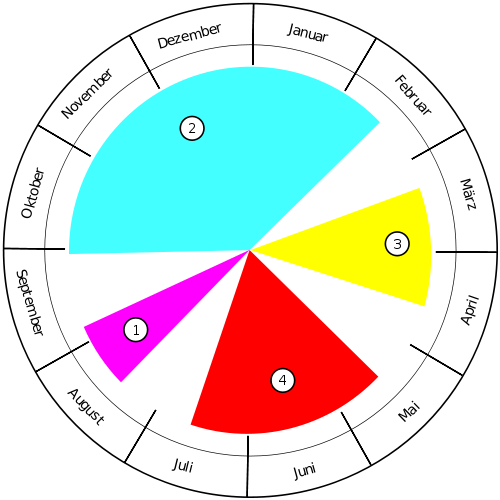 Januar
Februar
März
April
Mai
Juni
Juli
August
September
Oktober
November
Dezember
2
3
1
4